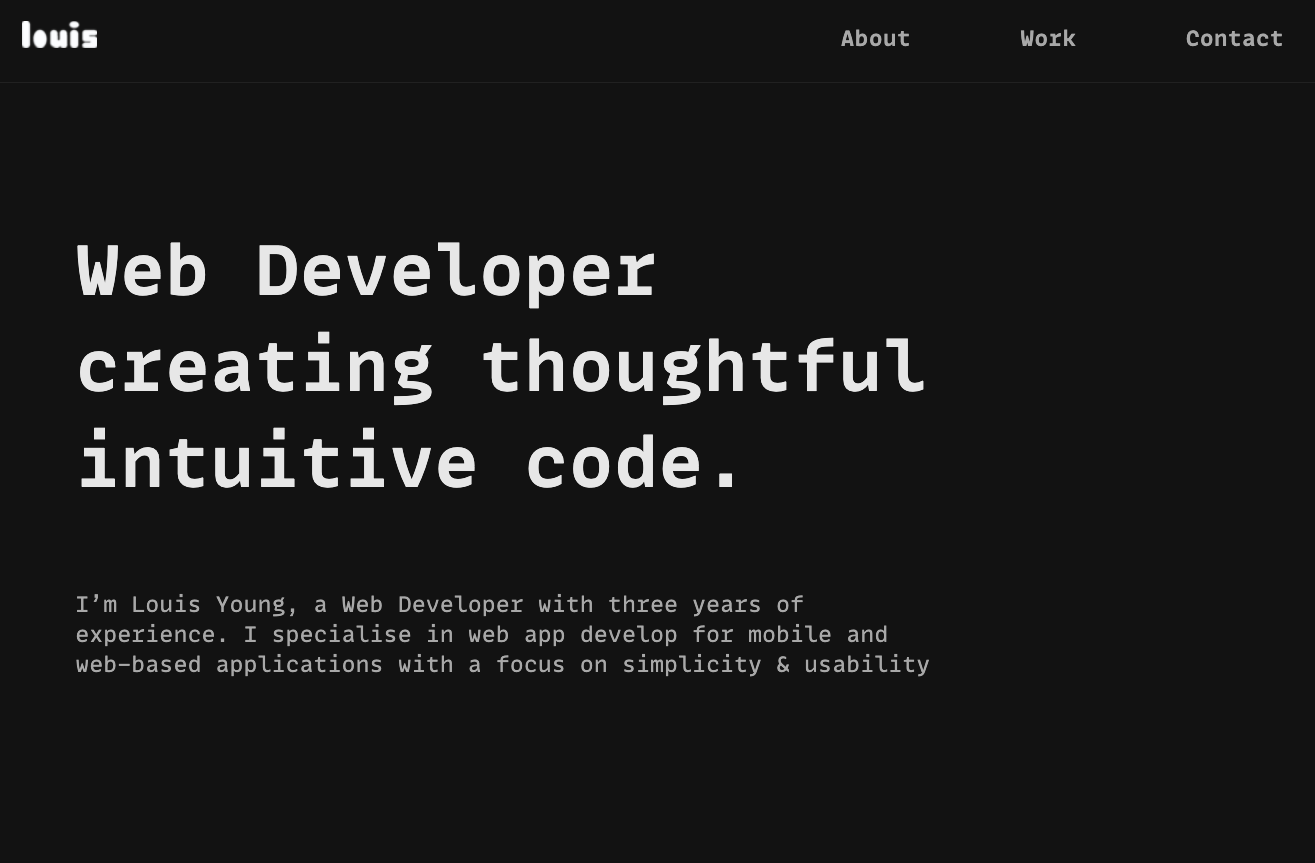 louis
About
Work
Contact
Web Developer
creating thoughtful
intuitive code.
I’m Louis Young, a Web Developer with three years of
experience. I specialise in web app develop for mobile and
web-based applications with a focus on simplicity & usability